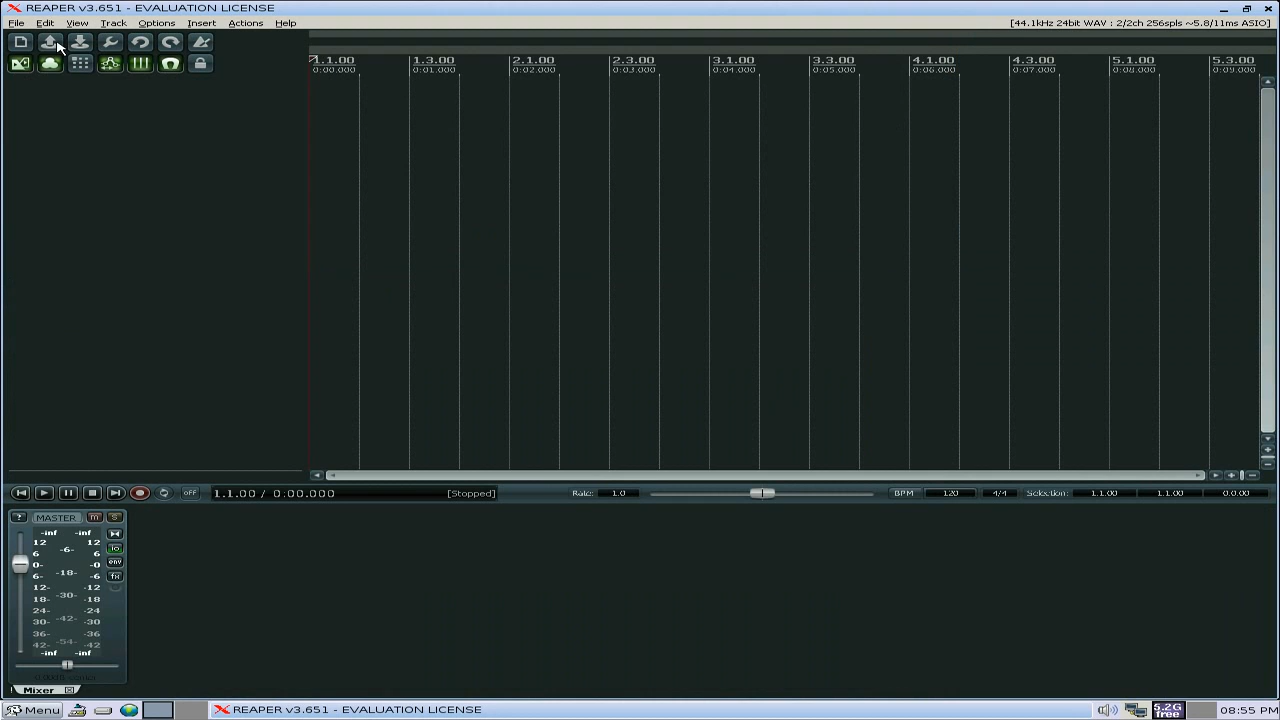 REAPER v3.651 - EVALUATION LICENSE
File Edit View Track Options Insert Actions Help
[44.1kHz 24bit WAV : 2/2ch 256spls ~5.8/11ms ASIO]
1.1.00 1.3.00 2.1.00 2.3.00 3.1.00 3.3.00 4.1.00 4.3.00 5.1.00 5.3.00
0:00.000 0:01.000 0:02.000 0:03.000 0:04.000 0:05.000 0:06.000 0:07.000 0:08.000 0:09.000
OFF 1.1.00 / 0:00.000 [Stopped] Rate: 1.0 BPM 120 4/4 Selection: 1.1.00 1.1.00 0.0.00
? MASTER m S
-inf -inf
12 12
6 -6- 6
0- -0
6- -18- -6
12- -12
18- -30- -18
24- -24
30- -42- -30
36- -36
42- -54- -42
-inf -inf
io
env
fx
0.00dB center
Mixer
Menu REAPER v3.651 - EVALUATION LICENSE 5.2G free 08:55 PM